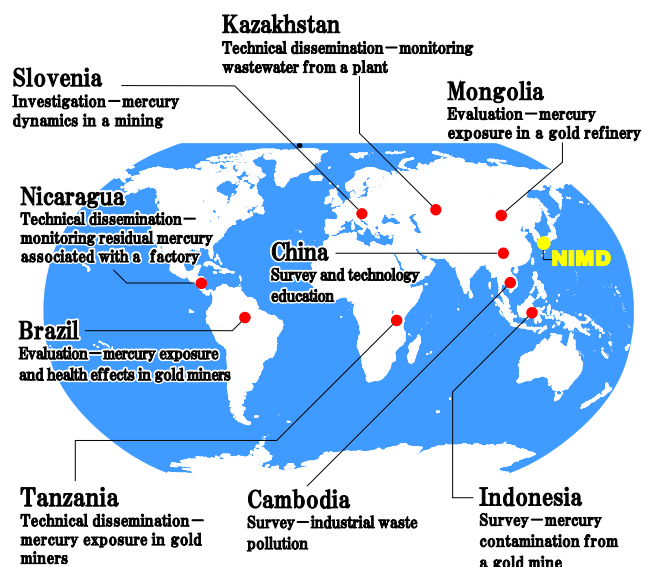 Kazakhstan
Technical dissemination－monitoring
wastewater from a plant
Slovenia
Investigation－mercury
dynamics in a mining
Mongolia
Evaluation－mercury
exposure in a gold refinery
Nicaragua
Technical dissemination－
monitoring residual mercury
associated with a factory
China
Survey and technology
education
NIMD
Brazil
Evaluation－mercury exposure
and health effects in gold miners
Tanzania
Technical dissemination－
mercury exposure in gold
miners
Cambodia
Survey－industrial waste
pollution
Indonesia
Survey－mercury
contamination from
a gold mine